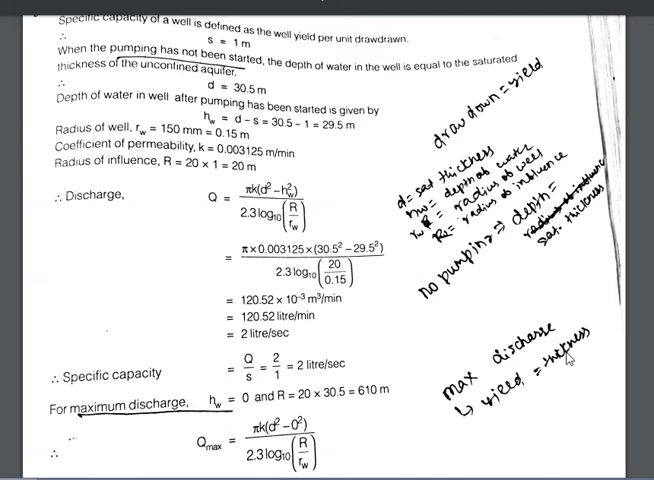 Specific capacity of a well is defined as the well yield per unit drawdrawn.
∴ s = 1 m
When the pumping has not been started, the depth of water in the well is equal to the saturated
thickness of the unconfined aquifer.
∴ d = 30.5 m
Depth of water in well after pumping has been started is given by
h_w = d – s = 30.5 – 1 = 29.5 m
Radius of well, r_w = 150 mm = 0.15 m
Coefficient of permeability, k = 0.003125 m/min
Radius of influence, R = 20 × 1 = 20 m
∴ Discharge, Q = πk(d² – h_w²) / 2.3 log₁₀(R/r_w)
= π × 0.003125 × (30.5² – 29.5²) / 2.3 log₁₀(20/0.15)
= 120.52 × 10⁻³ m³/min
= 120.52 litre/min
= 2 litre/sec
∴ Specific capacity = Q/s = 2/1 = 2 litre/sec
For maximum discharge, h_w = 0 and R = 20 × 30.5 = 610 m
∴ Q_max = πk(d² – 0²) / 2.3 log₁₀(R/r_w)
draw down = yield
d = sat thickness
hw = depth of water
rw = radius of well
R = radius of influence
no pumping ⇒ depth =
radius of influence
sat. thickness
max discharge
↳ yield = thickness